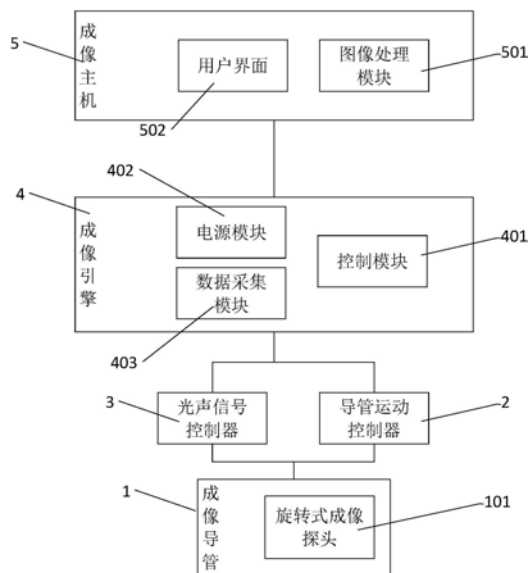 5
成像主机
用户界面
502
图像处理
模块
501
4
成像引擎
402
电源模块
数据采集
模块
403
控制模块
401
3
光声信号
控制器
导管运动
控制器
2
1
成像导管
旋转式成像
探头
101